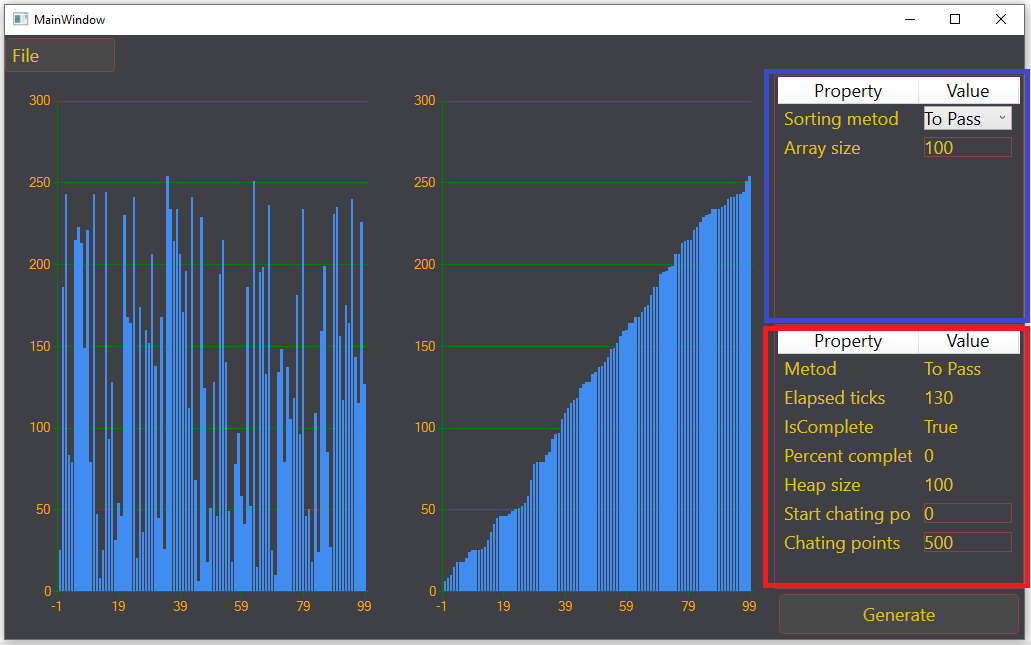 MainWindow
File
300
250
200
150
100
50
0
-1 19 39 59 79 99
300
250
200
150
100
50
0
-1 19 39 59 79 99
Property Value
Sorting metod To Pass
Array size 100
Property Value
Metod To Pass
Elapsed ticks 130
IsComplete True
Percent complet 0
Heap size 100
Start chating po 0
Chating points 500
Generate